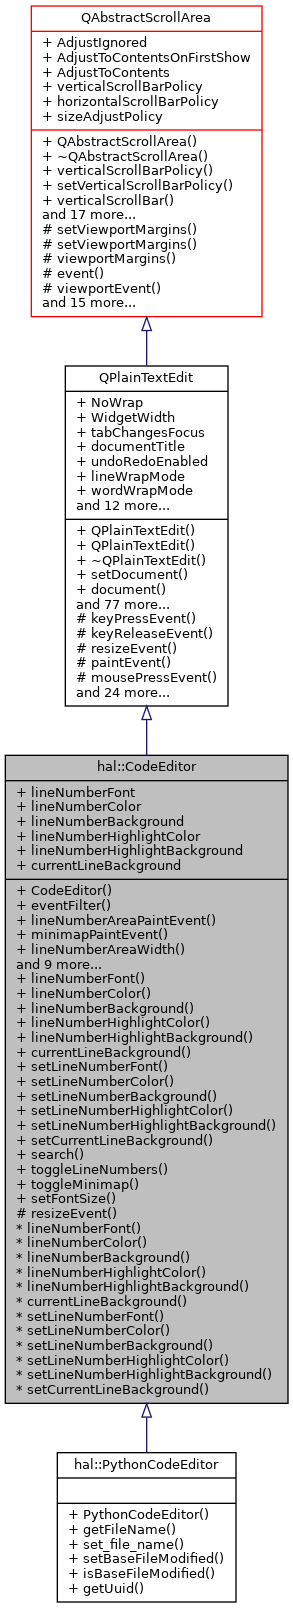 QAbstractScrollArea
+ AdjustIgnored
+ AdjustToContentsOnFirstShow
+ AdjustToContents
+ verticalScrollBarPolicy
+ horizontalScrollBarPolicy
+ sizeAdjustPolicy
+ QAbstractScrollArea()
+ ~QAbstractScrollArea()
+ verticalScrollBarPolicy()
+ setVerticalScrollBarPolicy()
+ verticalScrollBar()
and 17 more...
# setViewportMargins()
# setViewportMargins()
# viewportMargins()
# event()
# viewportEvent()
and 15 more...
QPlainTextEdit
+ NoWrap
+ WidgetWidth
+ tabChangesFocus
+ documentTitle
+ undoRedoEnabled
+ lineWrapMode
+ wordWrapMode
and 12 more...
+ QPlainTextEdit()
+ QPlainTextEdit()
+ ~QPlainTextEdit()
+ setDocument()
+ document()
and 77 more...
# keyPressEvent()
# keyReleaseEvent()
# resizeEvent()
# paintEvent()
# mousePressEvent()
and 24 more...
hal::CodeEditor
+ lineNumberFont
+ lineNumberColor
+ lineNumberBackground
+ lineNumberHighlightColor
+ lineNumberHighlightBackground
+ currentLineBackground
+ CodeEditor()
+ eventFilter()
+ lineNumberAreaPaintEvent()
+ minimapPaintEvent()
+ lineNumberAreaWidth()
and 9 more...
+ lineNumberFont()
+ lineNumberColor()
+ lineNumberBackground()
+ lineNumberHighlightColor()
+ lineNumberHighlightBackground()
+ currentLineBackground()
+ setLineNumberFont()
+ setLineNumberColor()
+ setLineNumberBackground()
+ setLineNumberHighlightColor()
+ setLineNumberHighlightBackground()
+ setCurrentLineBackground()
+ search()
+ toggleLineNumbers()
+ toggleMinimap()
+ setFontSize()
# resizeEvent()
* lineNumberFont()
* lineNumberColor()
* lineNumberBackground()
* lineNumberHighlightColor()
* lineNumberHighlightBackground()
* currentLineBackground()
* setLineNumberFont()
* setLineNumberColor()
* setLineNumberBackground()
* setLineNumberHighlightColor()
* setLineNumberHighlightBackground()
* setCurrentLineBackground()
hal::PythonCodeEditor
+ PythonCodeEditor()
+ getFileName()
+ set_file_name()
+ setBaseFileModified()
+ isBaseFileModified()
+ getUuid()